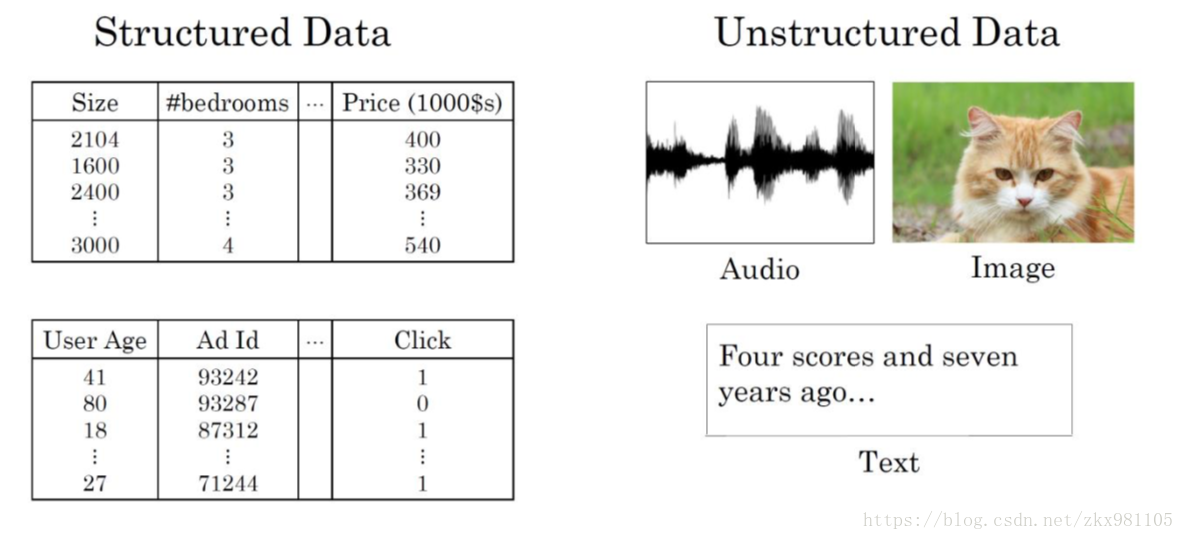 Structured Data
Size #bedrooms ... Price (1000$s)
2104 3 400
1600 3 330
2400 3 369
⋮ ⋮ ⋮
3000 4 540
User Age Ad Id ... Click
41 93242 1
80 93287 0
18 87312 1
⋮ ⋮ ⋮
27 71244 1
Unstructured Data
Audio
Image
Four scores and seven
years ago...
Text
https://blog.csdn.net/zkx981105